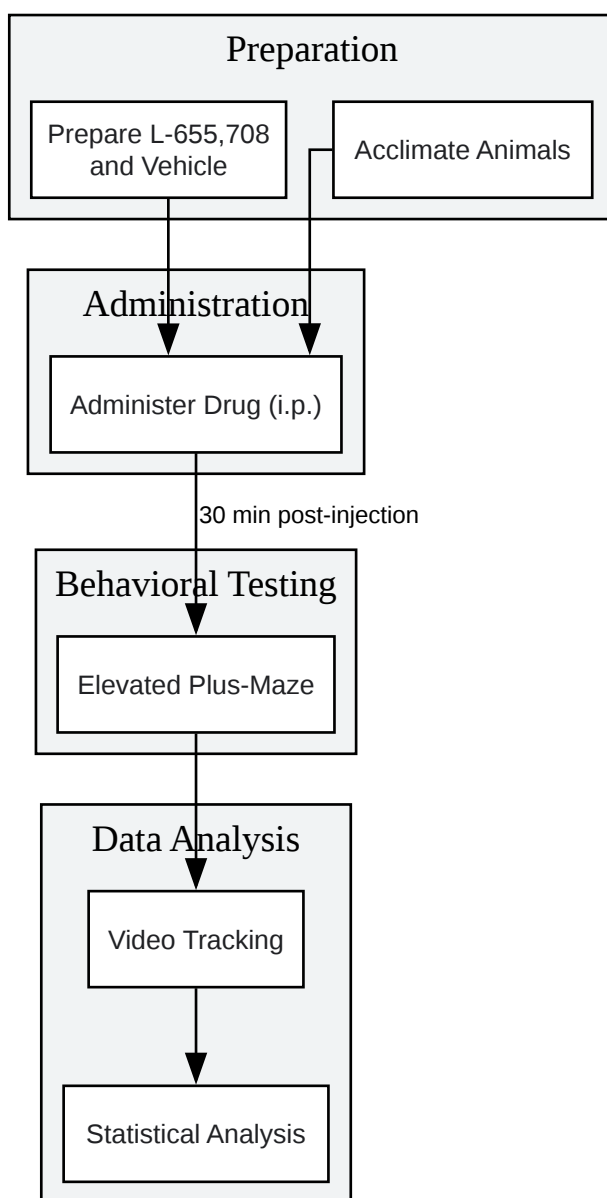 Preparation
Prepare L-655,708
and Vehicle
Acclimate Animals
Administration
Administer Drug (i.p.)
30 min post-injection
Behavioral Testing
Elevated Plus-Maze
Data Analysis
Video Tracking
Statistical Analysis